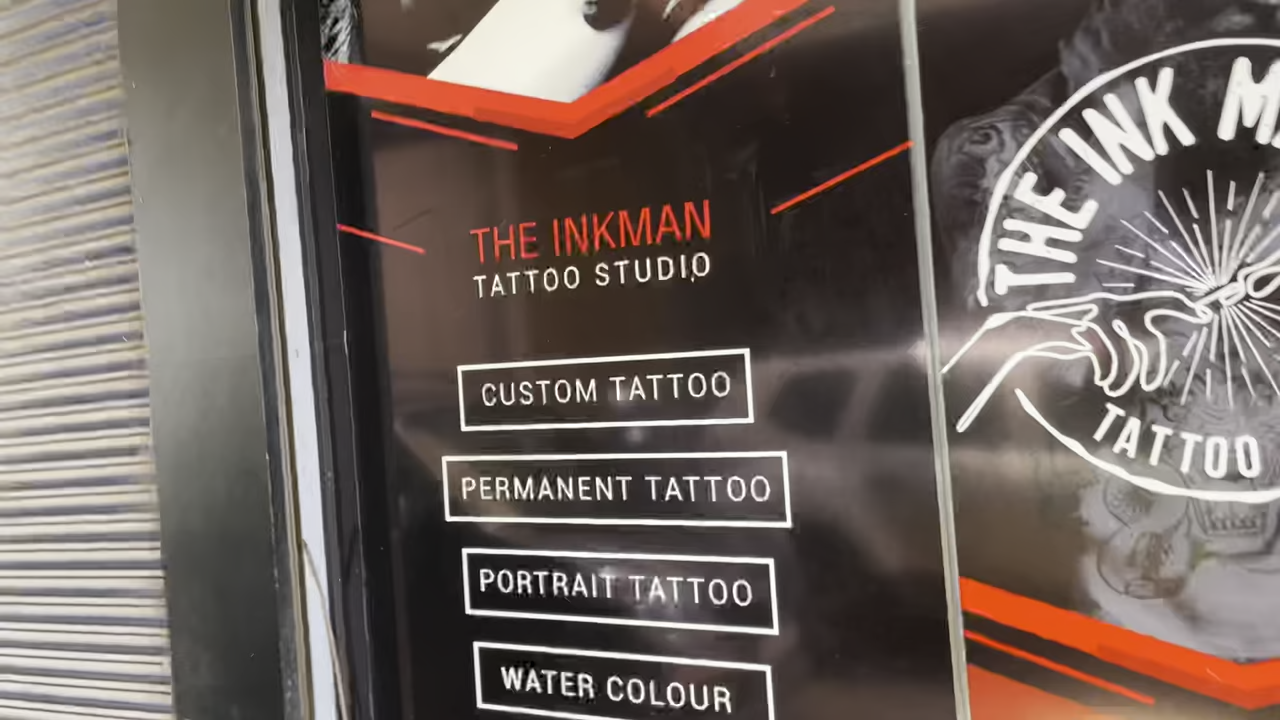 THE INKMAN
TATTOO STUDIO
CUSTOM TATTOO
PERMANENT TATTOO
PORTRAIT TATTOO
WATER COLOUR
THE INK
TATTOO